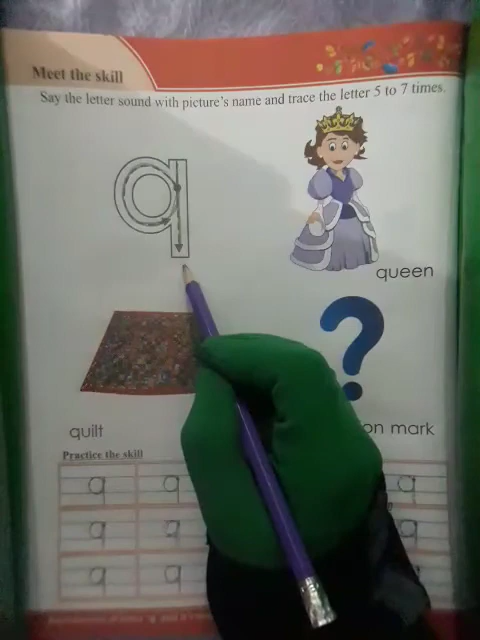 Meet the skill
Say the letter sound with picture's name and trace the letter 5 to 7 times.
q
queen
quilt
on mark
Practice the skill
q q q
q q q
q q